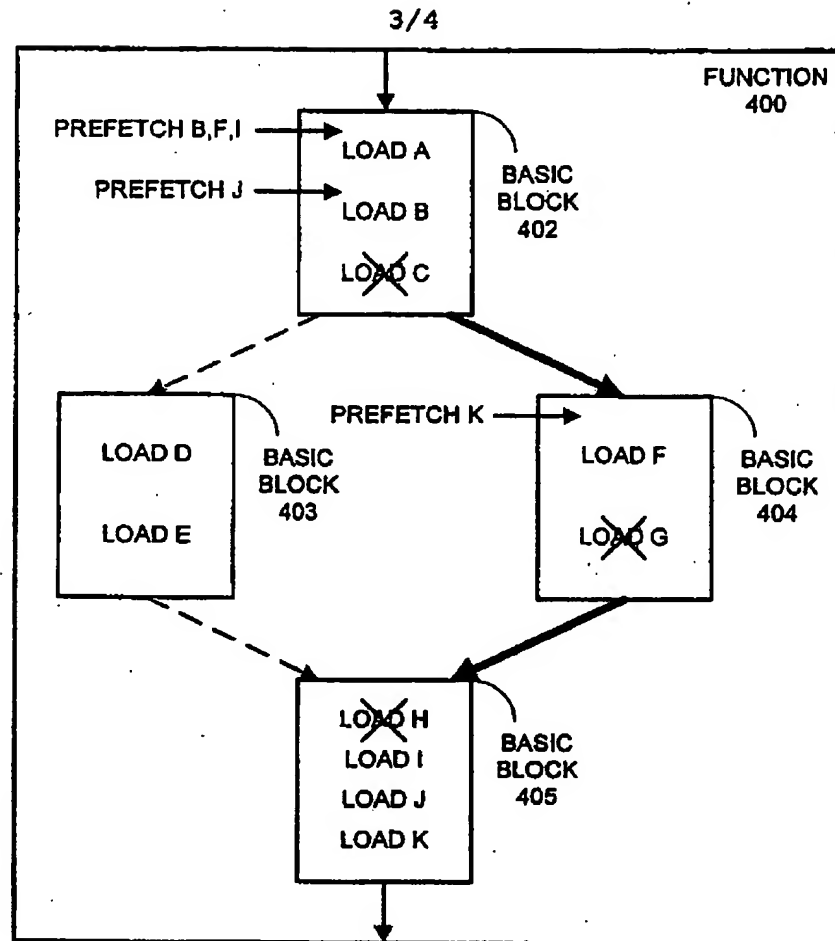 3/4
FUNCTION
400
PREFETCH B,F,I
LOAD A
PREFETCH J
LOAD B
LOAD C
BASIC
BLOCK
402
LOAD D
LOAD E
BASIC
BLOCK
403
PREFETCH K
LOAD F
LOAD G
BASIC
BLOCK
404
LOAD H
LOAD I
LOAD J
LOAD K
BASIC
BLOCK
405